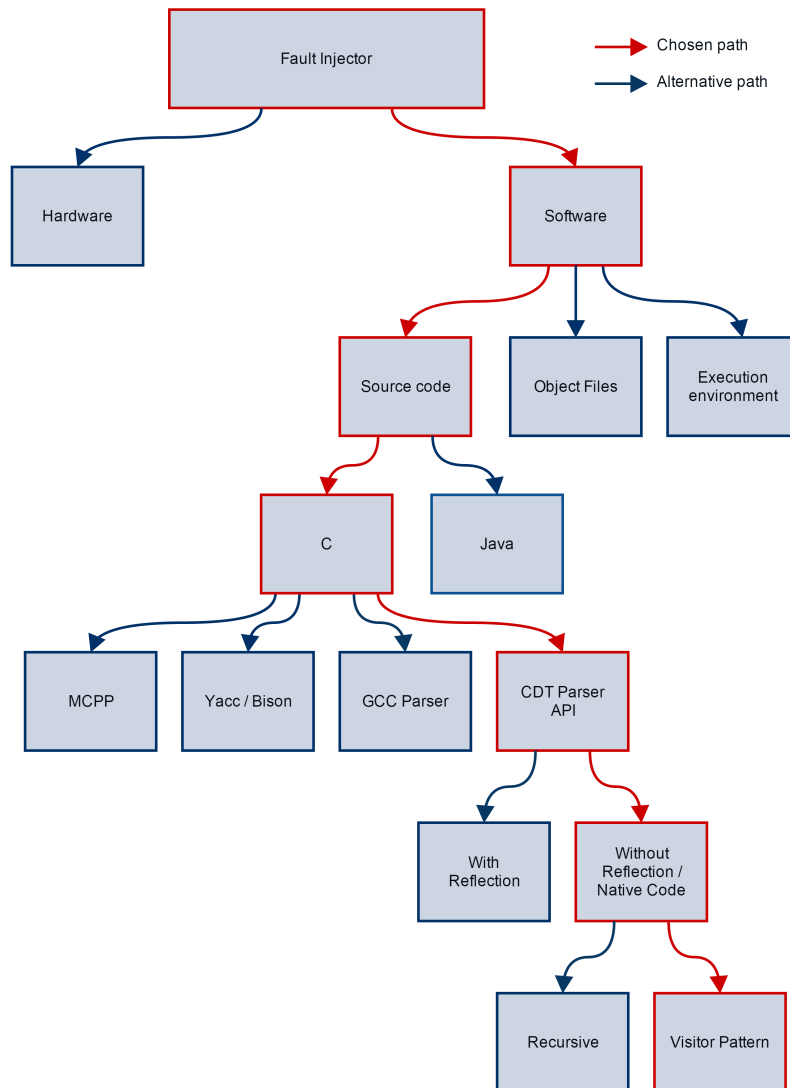 Fault Injector
Chosen path
Alternative path
Hardware
Software
Source code
Object Files
Execution
environment
C
Java
MCPP
Yacc / Bison
GCC Parser
CDT Parser
API
With
Reflection
Without
Reflection /
Native Code
Recursive
Visitor Pattern